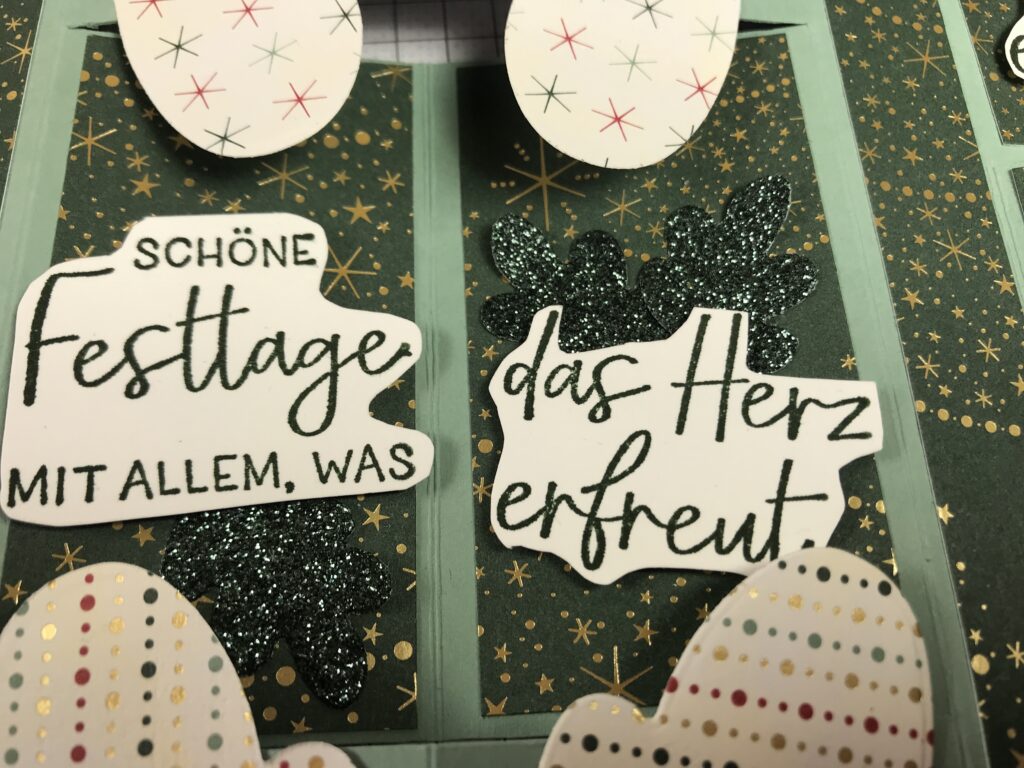 SCHÖNE
Festtage,
MIT ALLEM, WAS
das Herz
erfreut.